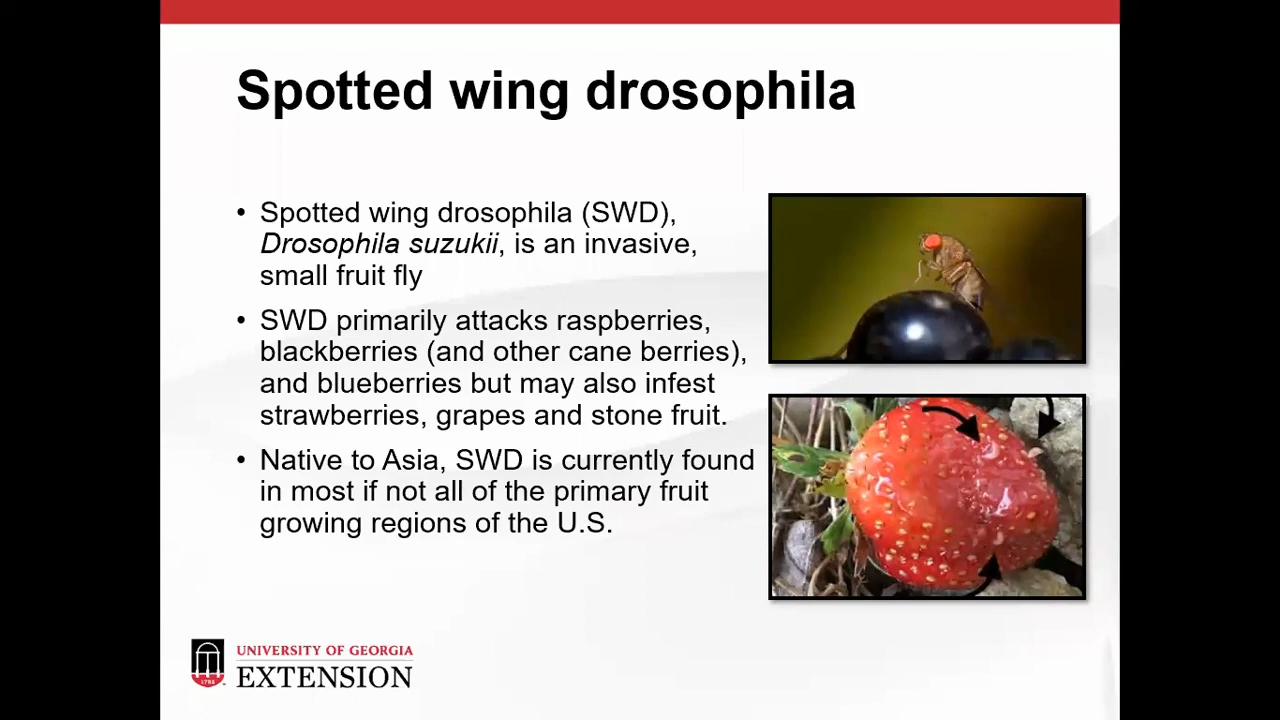 Spotted wing drosophila
• Spotted wing drosophila (SWD),
Drosophila suzukii, is an invasive,
small fruit fly
• SWD primarily attacks raspberries,
blackberries (and other cane berries),
and blueberries but may also infest
strawberries, grapes and stone fruit.
• Native to Asia, SWD is currently found
in most if not all of the primary fruit
growing regions of the U.S.
1785
UNIVERSITY OF GEORGIA
EXTENSION